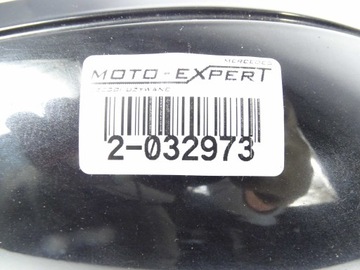 MERCEDES
MOTO-EXPERT
CZĘŚCI UŻYWANE
2-032973